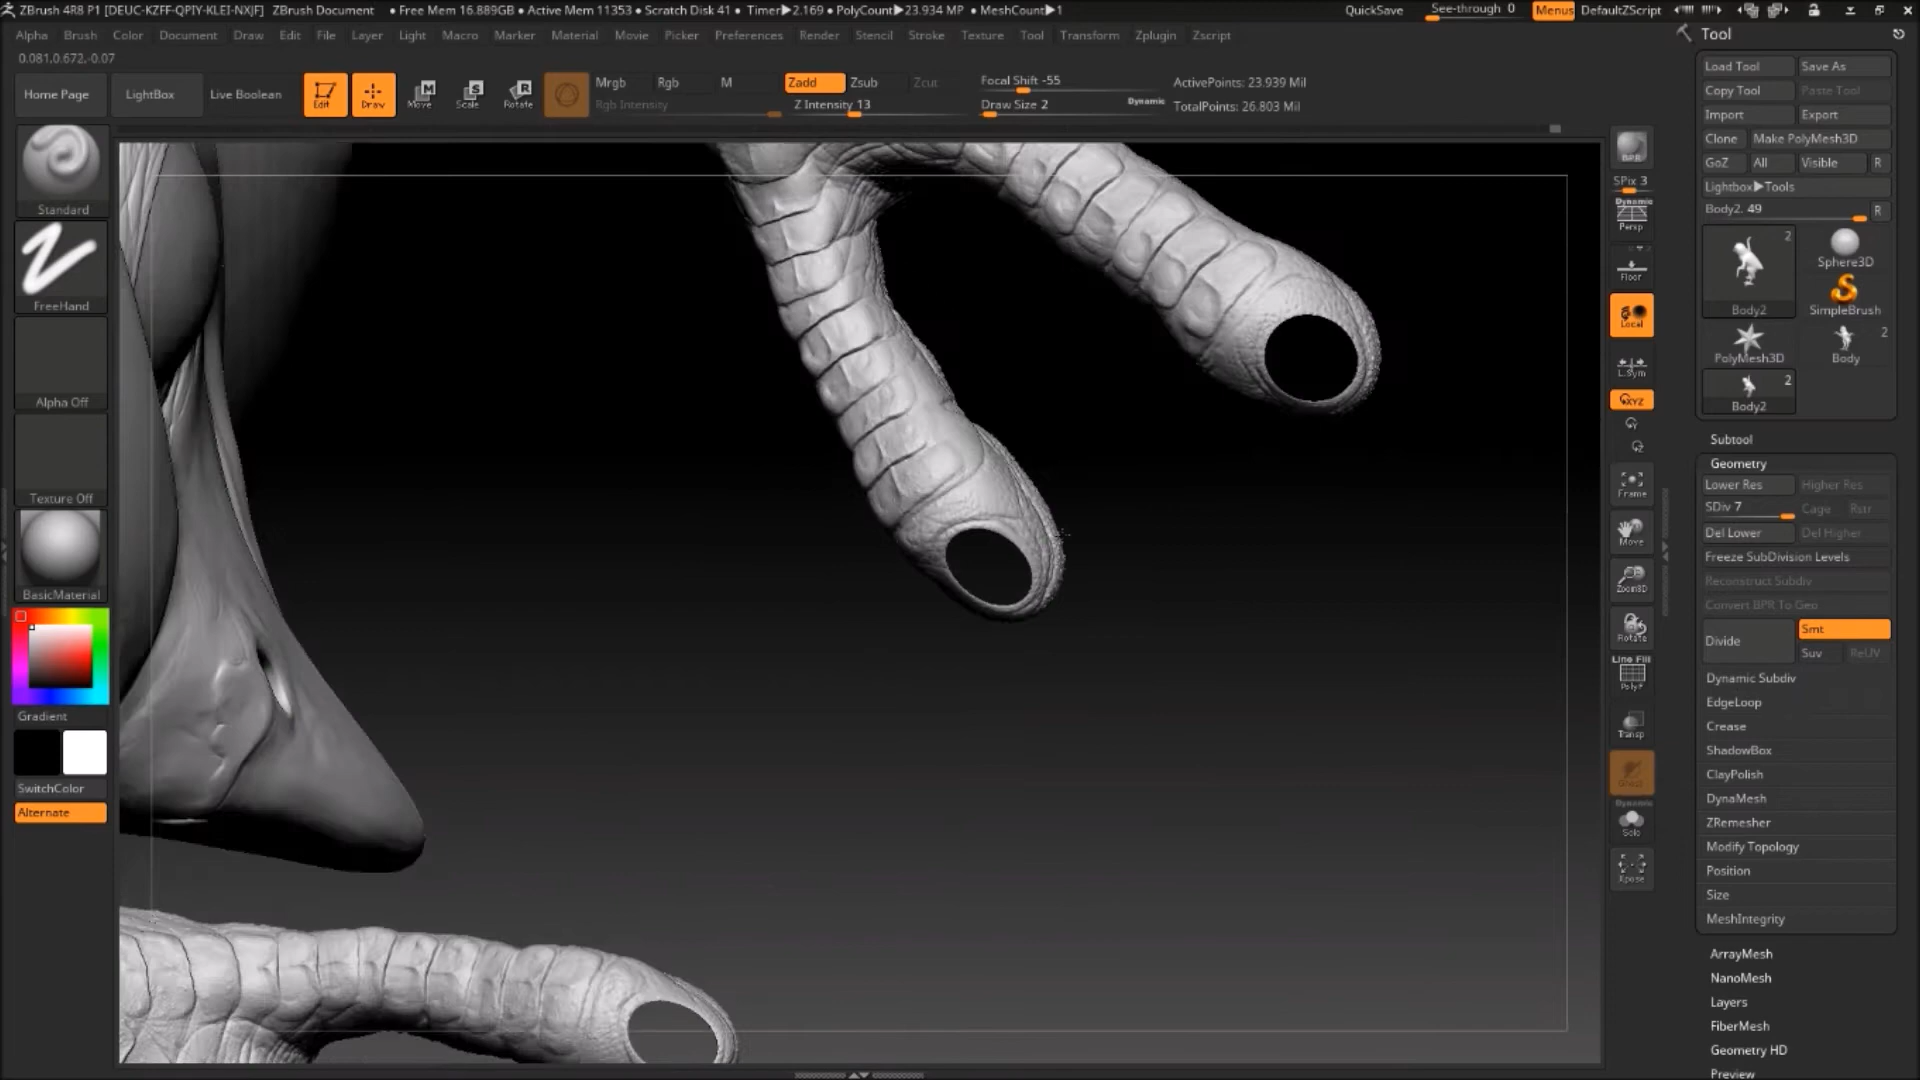 ZBrush 4R8 P1 [DEUC-KZFF-QPIY-KLEI-NXJF] ZBrush Document • Free Mem 16.889GB • Active Mem 11353 • Scratch Disk 41 • Timer▶2.169 • PolyCount▶23.934 MP • MeshCount▶1 QuickSave See-through 0 Menus DefaultZScript
Alpha Brush Color Document Draw Edit File Layer Light Macro Marker Material Movie Picker Preferences Render Stencil Stroke Texture Tool Transform Zplugin Zscript
0.081,0.672,-0.07
Home Page LightBox Live Boolean Edit Draw Move Scale Rotate
Mrgb Rgb M Zadd Zsub Zcut
Rgb Intensity Z Intensity 13
Focal Shift -55
Draw Size 2 Dynamic
ActivePoints: 23.939 Mil
TotalPoints: 26.803 Mil
Standard
FreeHand
Alpha Off
Texture Off
BasicMaterial
Gradient
SwitchColor
Alternate
BPR
SPix 3
Dynamic
Persp
Floor
Local
L.Sym
XYZ
Frame
Move
Zoom3D
Rotate
Line Fill
PolyF
Transp
Ghost
Dynamic
Solo
Xpose
Tool
Load Tool Save As
Copy Tool Paste Tool
Import Export
Clone Make PolyMesh3D
GoZ All Visible R
Lightbox▶Tools
Body2. 49 R
2
Body2
Sphere3D
SimpleBrush
PolyMesh3D
2
Body
2
Body2
Subtool
Geometry
Lower Res Higher Res
SDiv 7 Cage Rstr
Del Lower Del Higher
Freeze SubDivision Levels
Reconstruct Subdiv
Convert BPR To Geo
Divide Smt
Suv ReUV
Dynamic Subdiv
EdgeLoop
Crease
ShadowBox
ClayPolish
DynaMesh
ZRemesher
Modify Topology
Position
Size
MeshIntegrity
ArrayMesh
NanoMesh
Layers
FiberMesh
Geometry HD
Preview